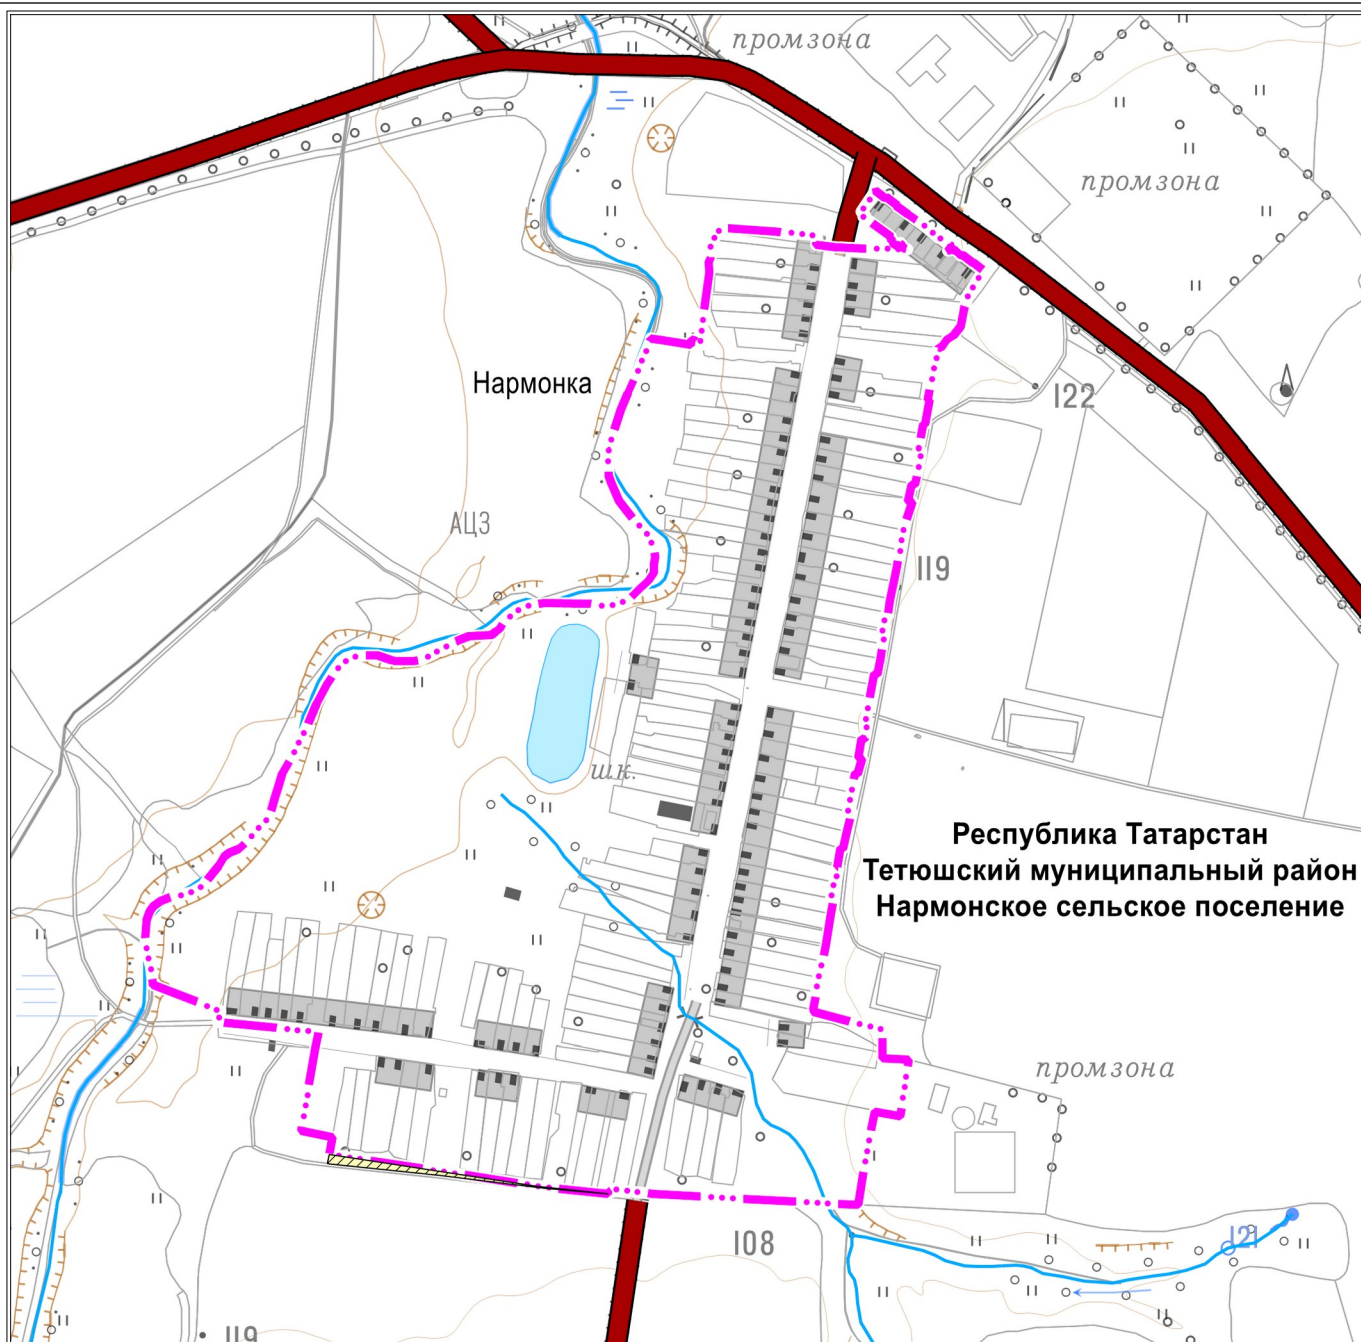 промзона
промзона
Нармонка
122
АЦЗ
119
шк.
Республика Татарстан
Тетюшский муниципальный район
Нармонское сельское поселение
промзона
121
108
119